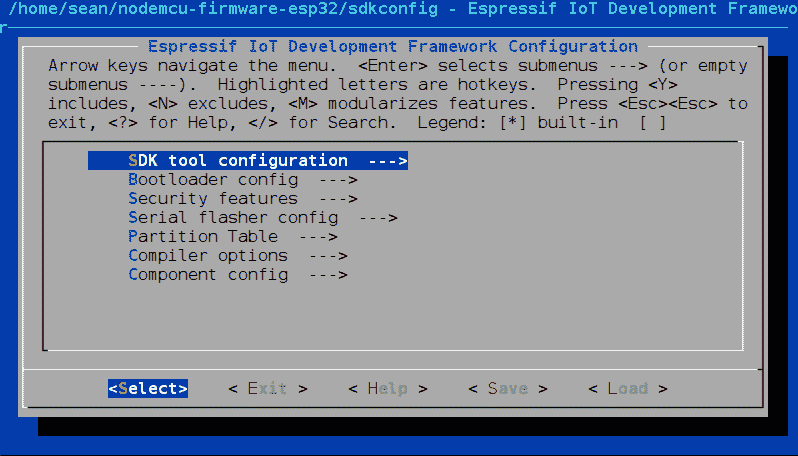 /home/sean/nodemcu-firmware-esp32/sdkconfig - Espressif IoT Development Framewo
r
Espressif IoT Development Framework Configuration
Arrow keys navigate the menu.  <Enter> selects submenus ---> (or empty
submenus ----).  Highlighted letters are hotkeys.  Pressing <Y>
includes, <N> excludes, <M> modularizes features.  Press <Esc><Esc> to
exit, <?> for Help, </> for Search.  Legend: [*] built-in  [ ]
SDK tool configuration  --->
Bootloader config  --->
Security features  --->
Serial flasher config  --->
Partition Table  --->
Compiler options  --->
Component config  --->
<Select>    < Exit >    < Help >    < Save >    < Load >